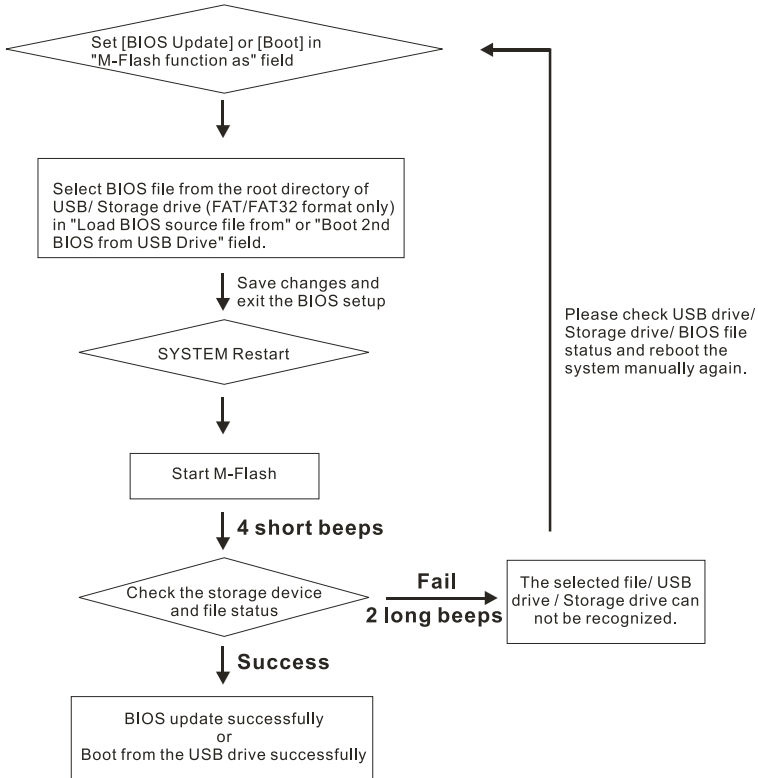 Set [BIOS Update] or [Boot] in
"M-Flash function as" field
Select BIOS file from the root directory of
USB/ Storage drive (FAT/FAT32 format only)
in "Load BIOS source file from" or "Boot 2nd
BIOS from USB Drive" field.
Save changes and
exit the BIOS setup
SYSTEM Restart
Start M-Flash
4 short beeps
Check the storage device
and file status
Fail
2 long beeps
The selected file/ USB
drive / Storage drive can
not be recognized.
Please check USB drive/
Storage drive/ BIOS file
status and reboot the
system manually again.
Success
BIOS update successfully
or
Boot from the USB drive successfully